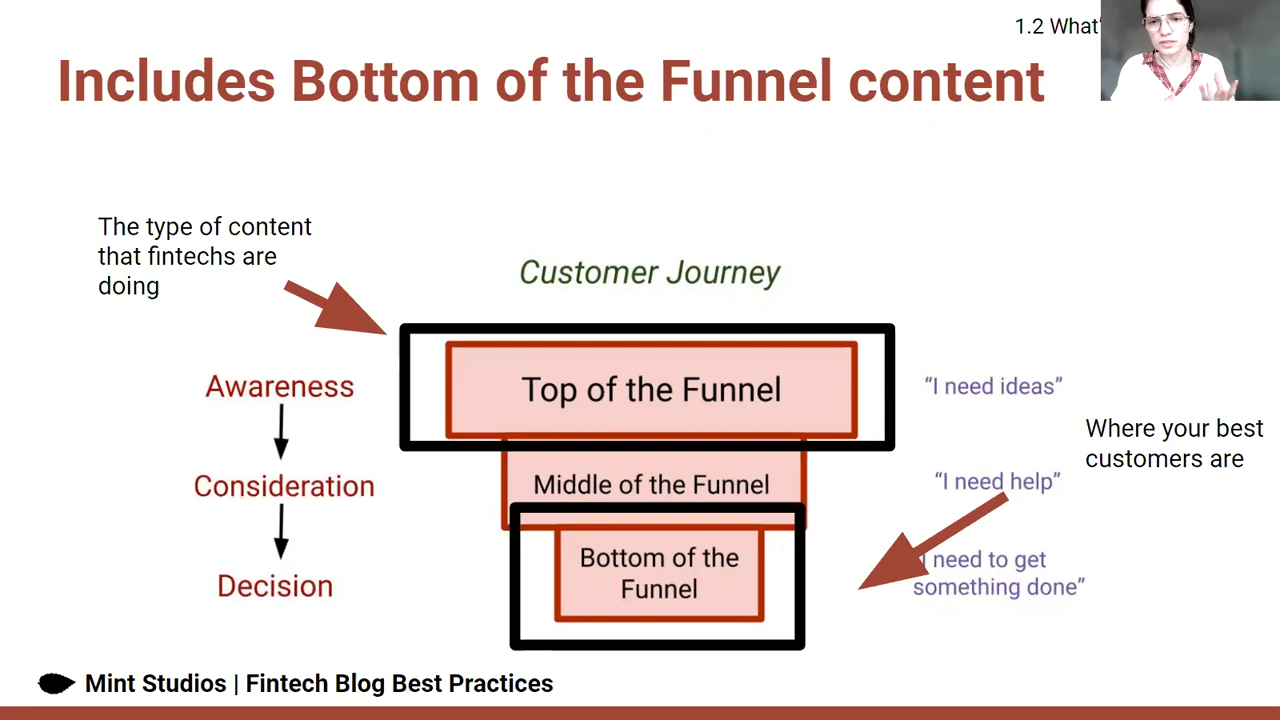 1.2 What'
Includes Bottom of the Funnel content
The type of content
that fintechs are
doing
Customer Journey
Awareness
Top of the Funnel
“I need ideas”
Where your best
customers are
Consideration
Middle of the Funnel
“I need help”
Decision
Bottom of the
Funnel
need to get
something done”
Mint Studios | Fintech Blog Best Practices